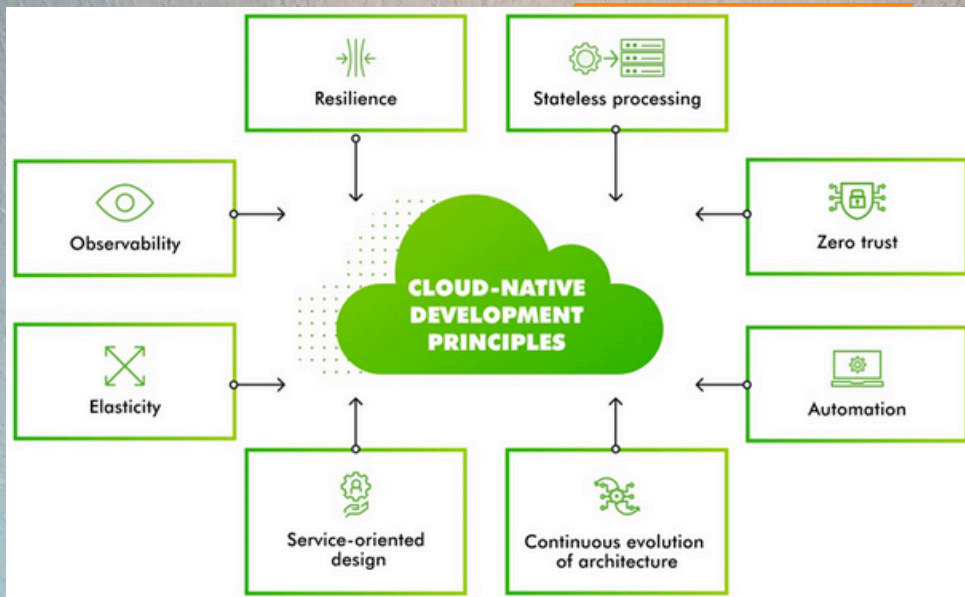 Resilience
Stateless processing
Observability
Zero trust
CLOUD-NATIVE
DEVELOPMENT
PRINCIPLES
Elasticity
Automation
Service-oriented
design
Continuous evolution
of architecture